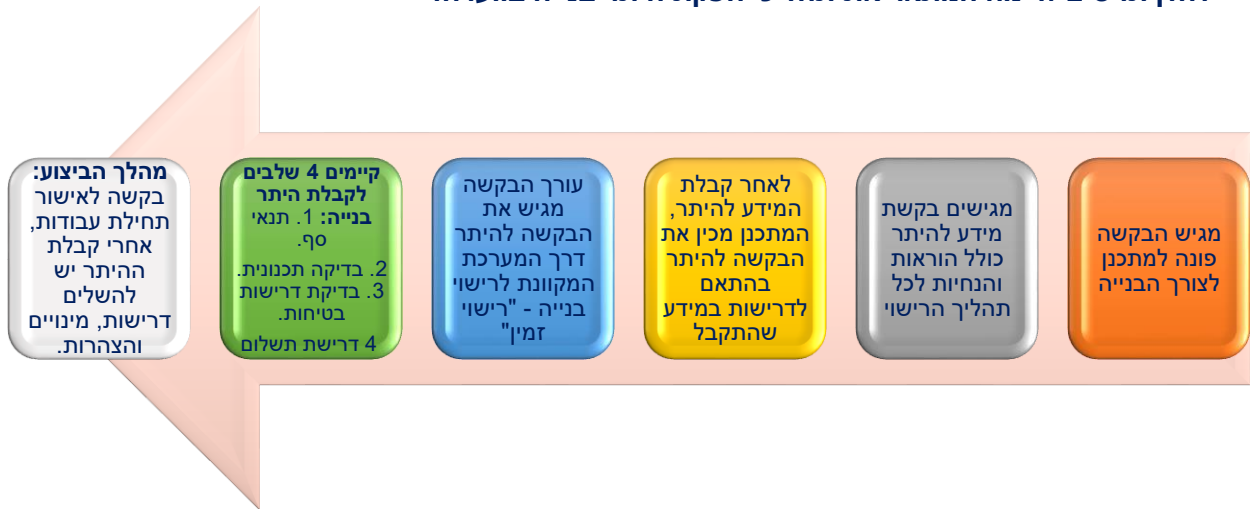 מגיש הבקשה
פונה למתכנן
לצורך הבנייה
מגישים בקשת
מידע להיתר
כולל הוראות
והנחיות לכל
תהליך הרישוי
לאחר קבלת
המידע להיתר,
המתכנן מכין את
הבקשה להיתר
בהתאם
לדרישות במידע
שהתקבל
עורך הבקשה
מגיש את
הבקשה להיתר
דרך המערכת
המקוונת לרישוי
בנייה - "רישוי
זמין"
קיימים 4 שלבים
לקבלת היתר
בנייה: 1. תנאי
סף.
2. בדיקה תכנונית.
3. בדיקת דרישות
בטיחות.
4 דרישת תשלום
מהלך הביצוע:
בקשה לאישור
תחילת עבודות,
אחרי קבלת
ההיתר יש
להשלים
דרישות, מינויים
והצהרות.